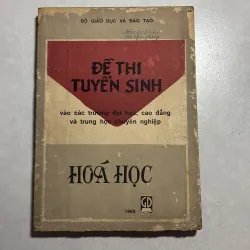 BỘ GIÁO DỤC VÀ ĐÀO TẠO
ĐỀ THI
TUYỂN SINH
vào các trường đại học, cao đẳng
và trung học chuyên nghiệp
HOÁ HỌC
1993